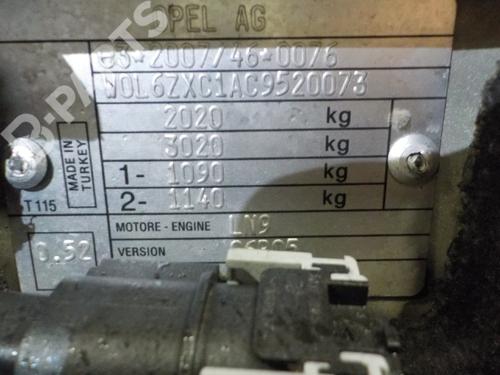 OPEL AG
e3*2007/46*0076
W0L6ZXC1AC9520073
2020 kg
3020 kg
1- 1090 kg
2- 1140 kg
MADE IN TURKEY
T 115
MOTORE - ENGINE LN9
0.52
VERSION
B-PARTS